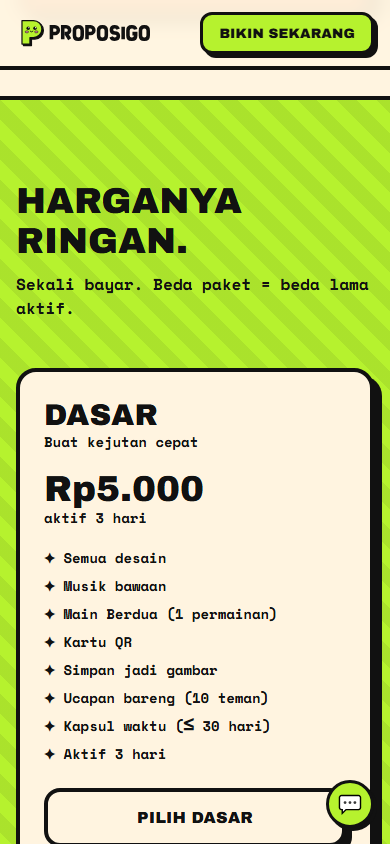 PROPOSIGO
BIKIN SEKARANG
HARGANYA
RINGAN.
Sekali bayar. Beda paket = beda lama
aktif.
DASAR
Buat kejutan cepat
Rp5.000
aktif 3 hari
✦ Semua desain
✦ Musik bawaan
✦ Main Berdua (1 permainan)
✦ Kartu QR
✦ Simpan jadi gambar
✦ Ucapan bareng (10 teman)
✦ Kapsul waktu (≤ 30 hari)
✦ Aktif 3 hari
PILIH DASAR